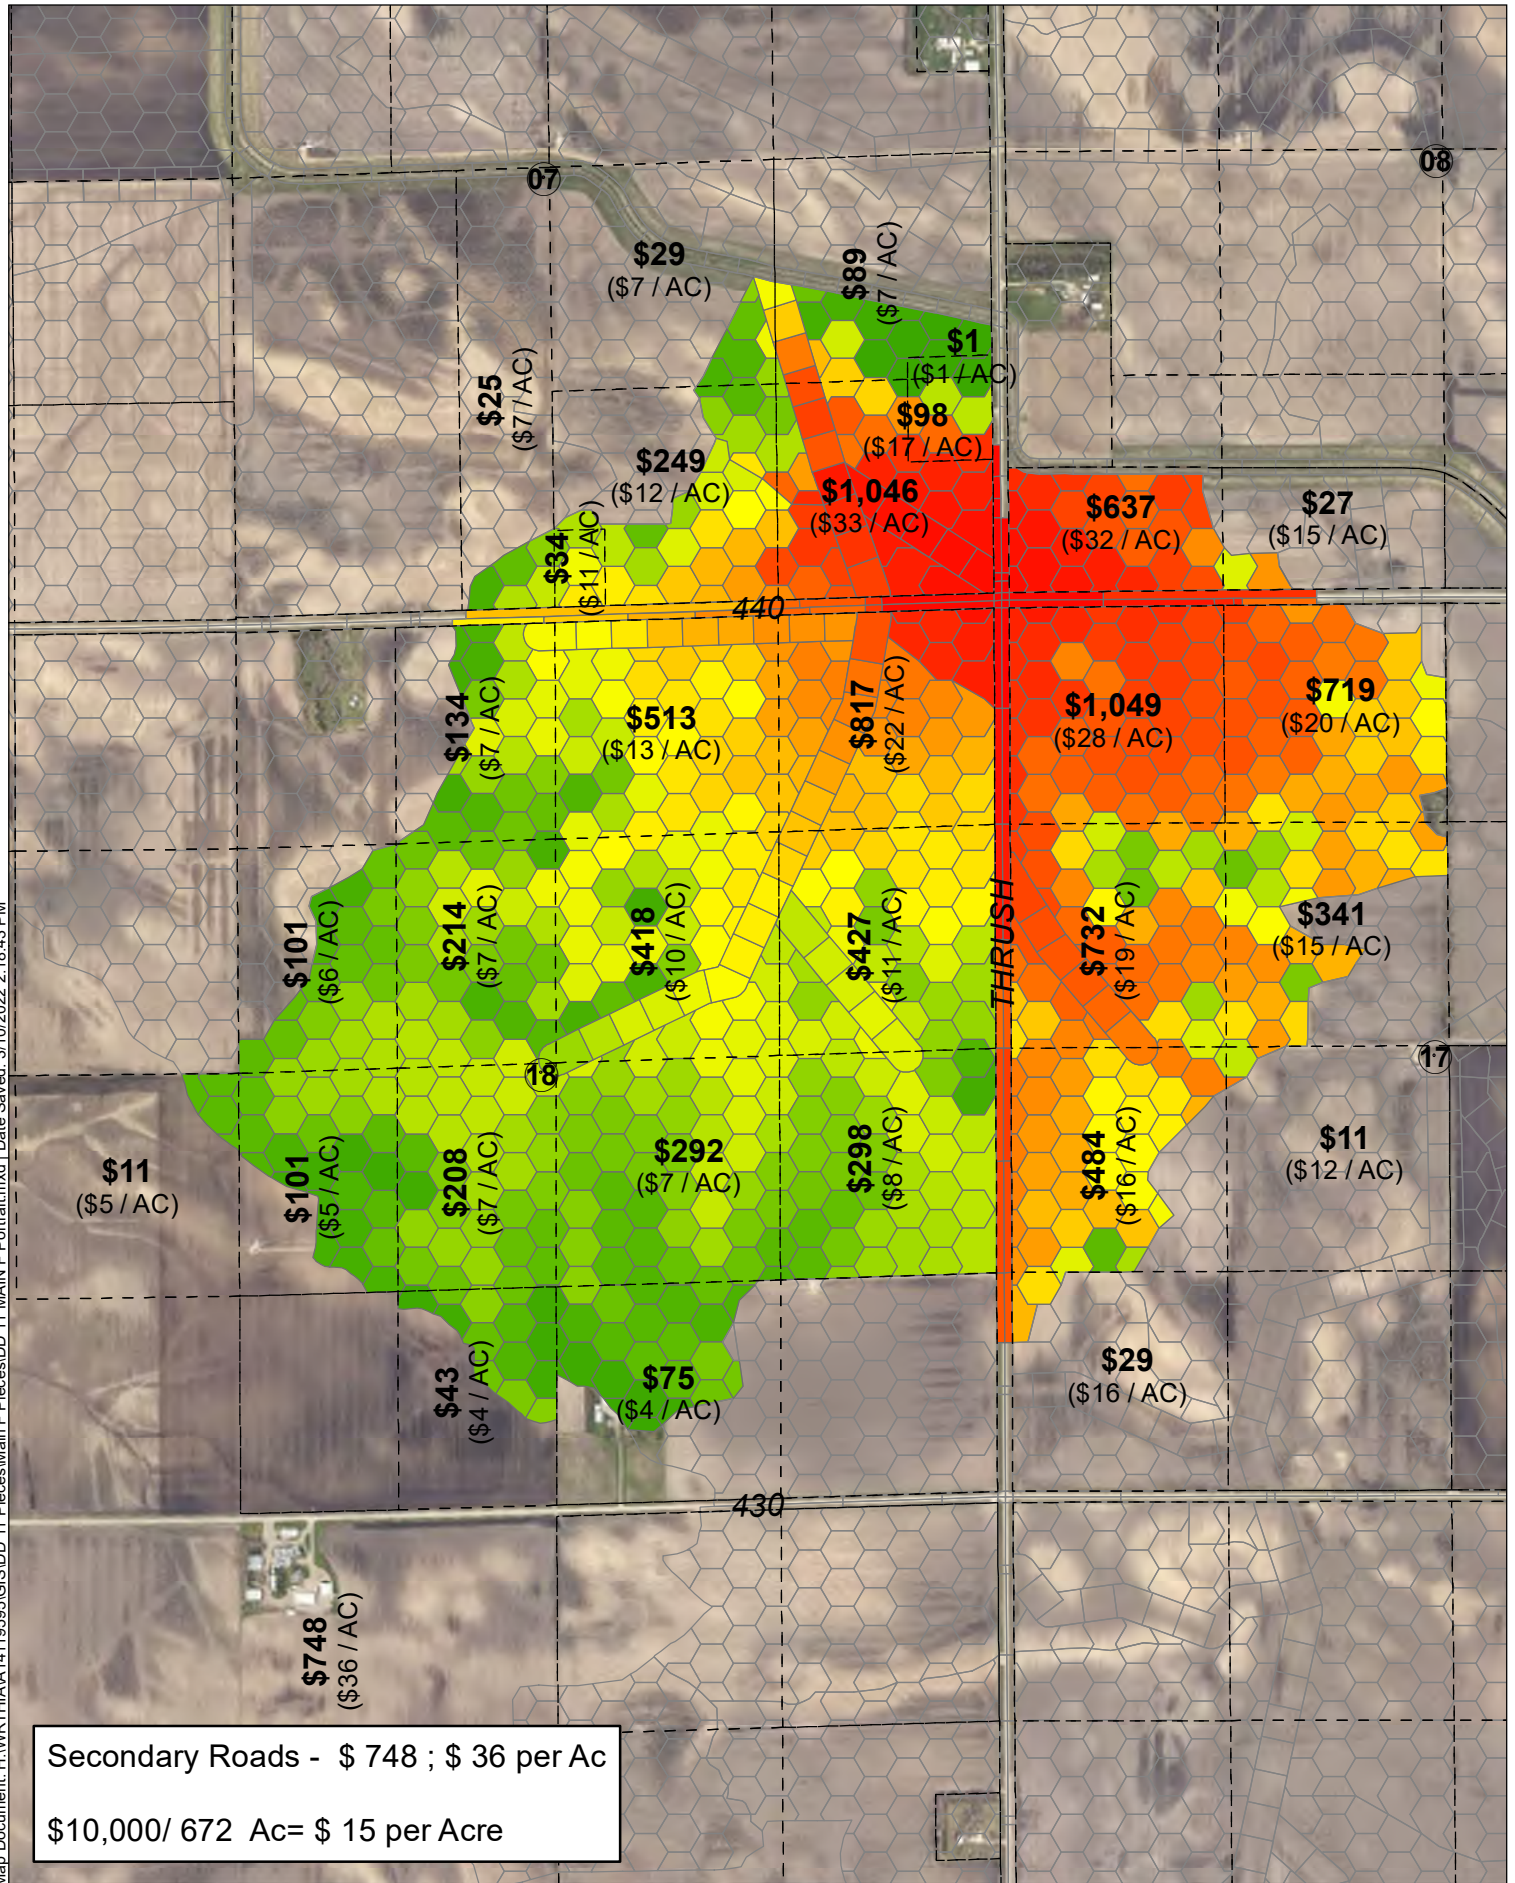 07
08
$29
($7 / AC)
$89
($7 / AC)
$1
($1 / AC)
$25
($7 / AC)
$98
($17 / AC)
$249
($12 / AC)
$1,046
($33 / AC)
$637
($32 / AC)
$27
($15 / AC)
$34
($11 / AC)
440
$134
($7 / AC)
$513
($13 / AC)
$817
($22 / AC)
$1,049
($28 / AC)
$719
($20 / AC)
$101
($6 / AC)
$214
($7 / AC)
$418
($10 / AC)
$427
($11 / AC)
THRUSH
$732
($19 / AC)
$341
($15 / AC)
18
17
$11
($5 / AC)
$101
($5 / AC)
$208
($7 / AC)
$292
($7 / AC)
$298
($8 / AC)
$484
($16 / AC)
$11
($12 / AC)
$43
($4 / AC)
$75
($4 / AC)
$29
($16 / AC)
430
$748
($36 / AC)
Secondary Roads - $ 748 ; $ 36 per Ac
$10,000/ 672 Ac= $ 15 per Acre